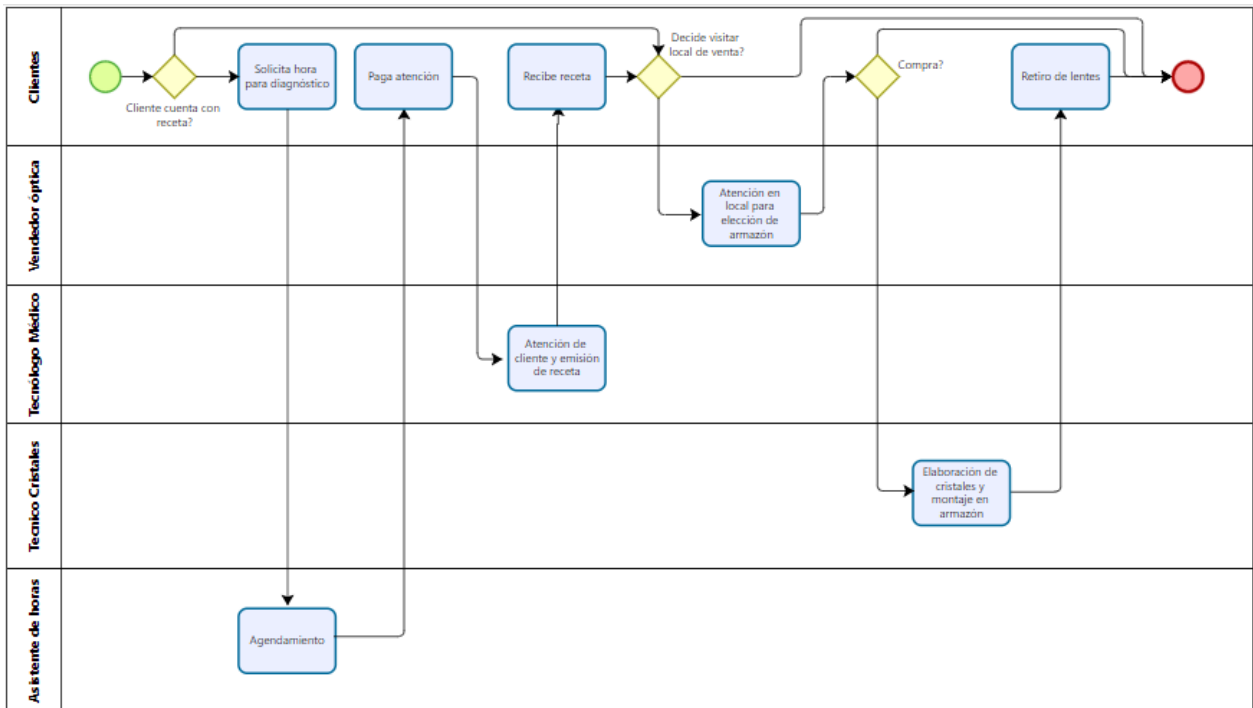 Clientes
Cliente cuenta con
receta?
Solicita hora
para diagnóstico
Paga atención
Recibe receta
Decide visitar
local de venta?
Compra?
Retiro de lentes
Vendedor óptica
Atención en
local para
elección de
armazón
Tecnólogo Médico
Atención de
cliente y emisión
de receta
Tecnico Cristales
Elaboración de
cristales y
montaje en
armazón
Asistente de horas
Agendamiento